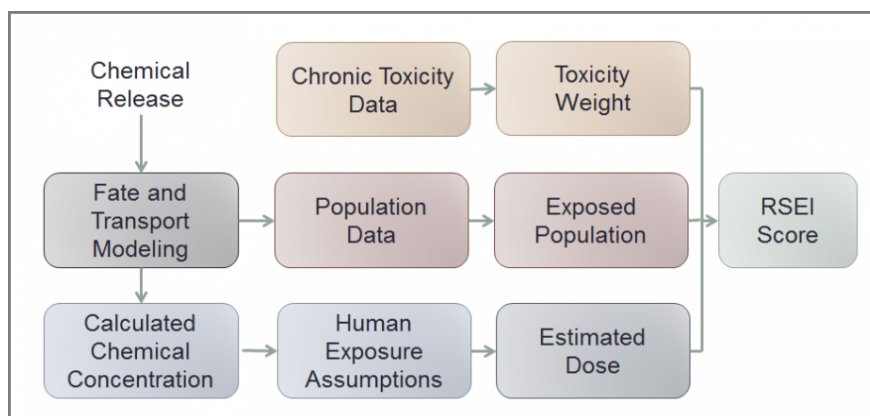 Chemical
Release
Chronic Toxicity
Data
Toxicity
Weight
Fate and
Transport
Modeling
Population
Data
Exposed
Population
RSEI
Score
Calculated
Chemical
Concentration
Human
Exposure
Assumptions
Estimated
Dose